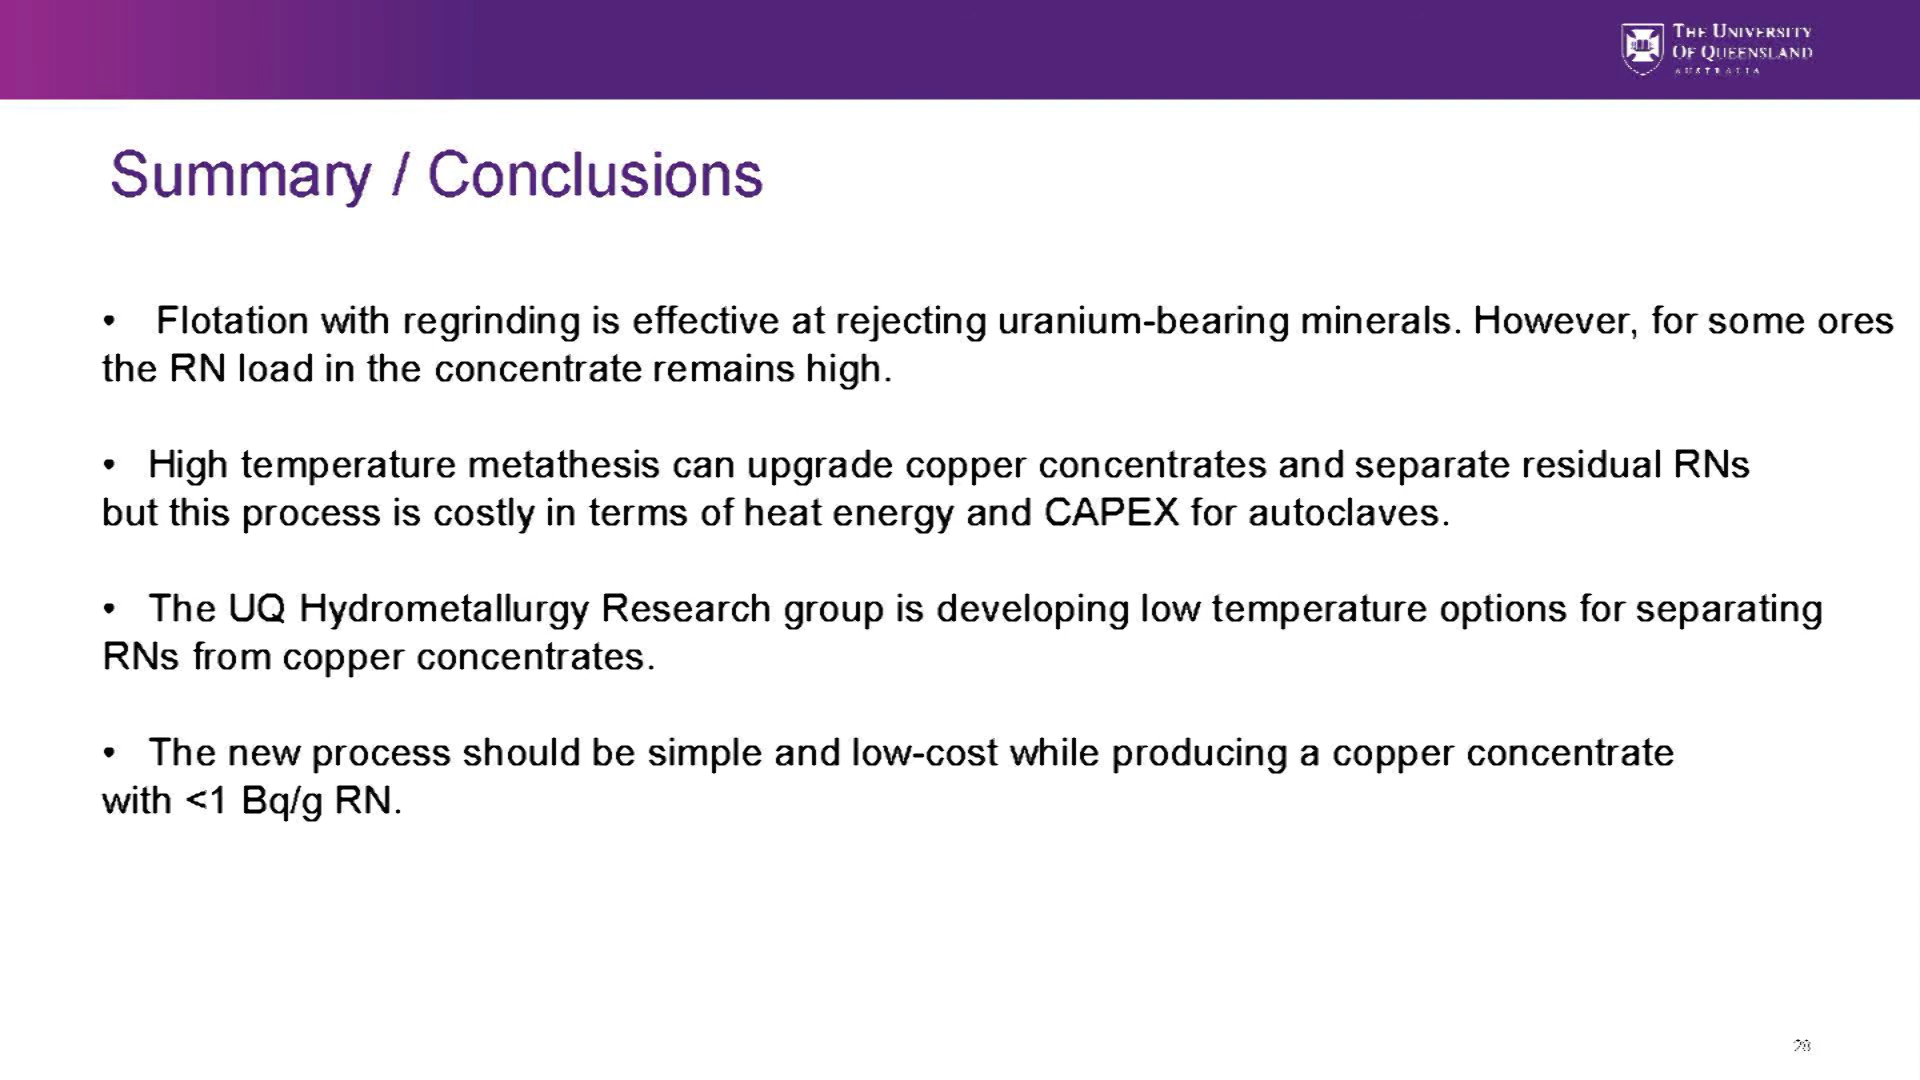 THE UNIVERSITY
OF QUEENSLAND
AUSTRALIA
Summary / Conclusions
• Flotation with regrinding is effective at rejecting uranium-bearing minerals. However, for some ores
the RN load in the concentrate remains high.
• High temperature metathesis can upgrade copper concentrates and separate residual RNs
but this process is costly in terms of heat energy and CAPEX for autoclaves.
• The UQ Hydrometallurgy Research group is developing low temperature options for separating
RNs from copper concentrates.
• The new process should be simple and low-cost while producing a copper concentrate
with <1 Bq/g RN.
28